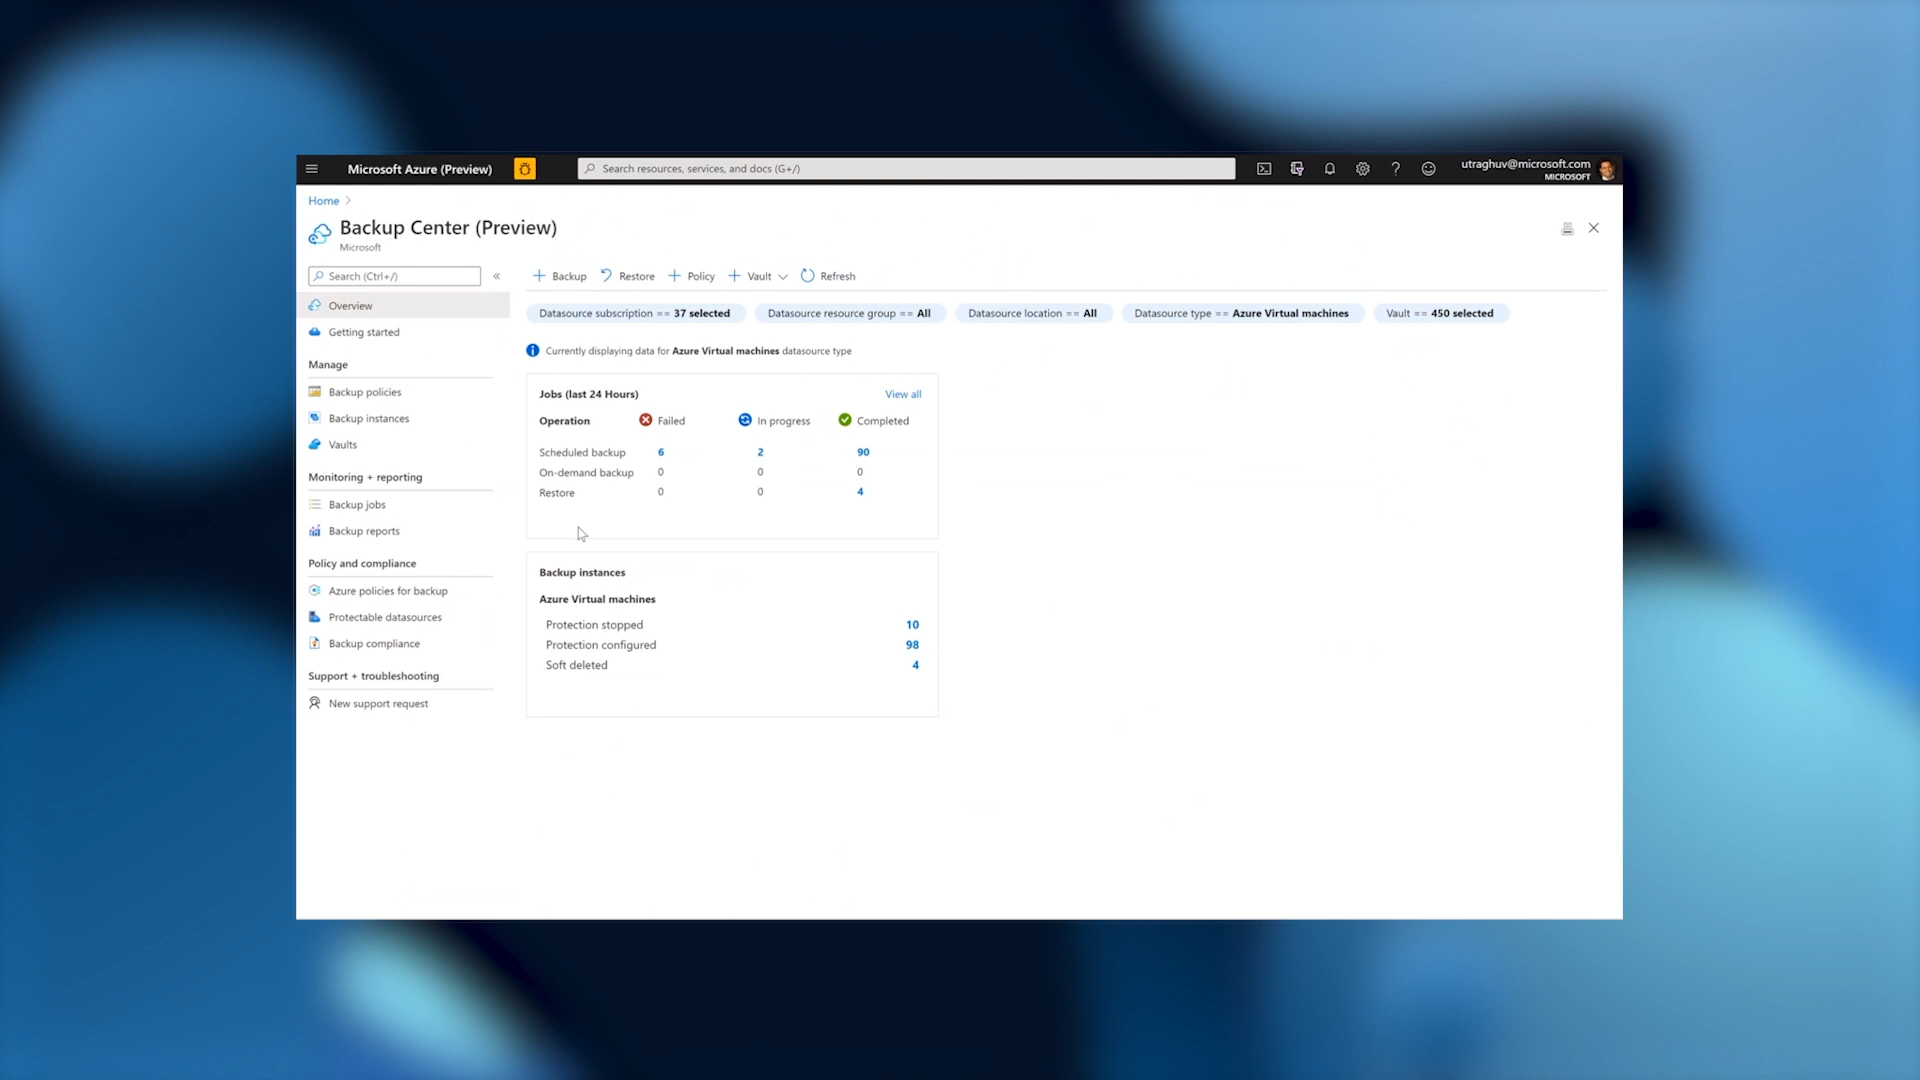 Microsoft Azure (Preview)
Search resources, services, and docs (G+/)
utraghuv@microsoft.com
MICROSOFT
Home
Backup Center (Preview)
Microsoft
Search (Ctrl+/)
Backup Restore Policy Vault Refresh
Overview
Getting started
Manage
Backup policies
Backup instances
Vaults
Monitoring + reporting
Backup jobs
Backup reports
Policy and compliance
Azure policies for backup
Protectable datasources
Backup compliance
Support + troubleshooting
New support request
Datasource subscription == 37 selected
Datasource resource group == All
Datasource location == All
Datasource type == Azure Virtual machines
Vault == 450 selected
Currently displaying data for Azure Virtual machines datasource type
Jobs (last 24 Hours) View all
Operation Failed In progress Completed
Scheduled backup 6 2 90
On-demand backup 0 0 0
Restore 0 0 4
Backup instances
Azure Virtual machines
Protection stopped 10
Protection configured 98
Soft deleted 4